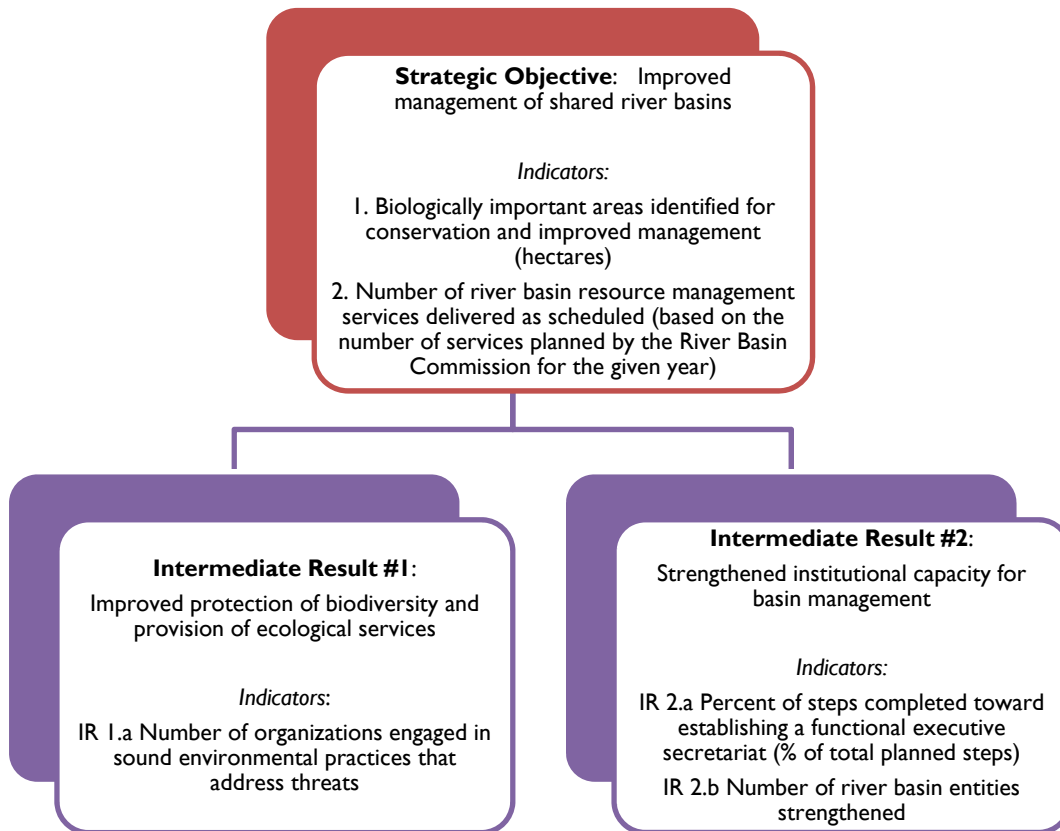 Strategic Objective: Improved
management of shared river basins
Indicators:
1. Biologically important areas identified for
conservation and improved management
(hectares)
2. Number of river basin resource management
services delivered as scheduled (based on the
number of services planned by the River Basin
Commission for the given year)
Intermediate Result #1:
Improved protection of biodiversity and
provision of ecological services
Indicators:
IR 1.a Number of organizations engaged in
sound environmental practices that
address threats
Intermediate Result #2:
Strengthened institutional capacity for
basin management
Indicators:
IR 2.a Percent of steps completed toward
establishing a functional executive
secretariat (% of total planned steps)
IR 2.b Number of river basin entities
strengthened